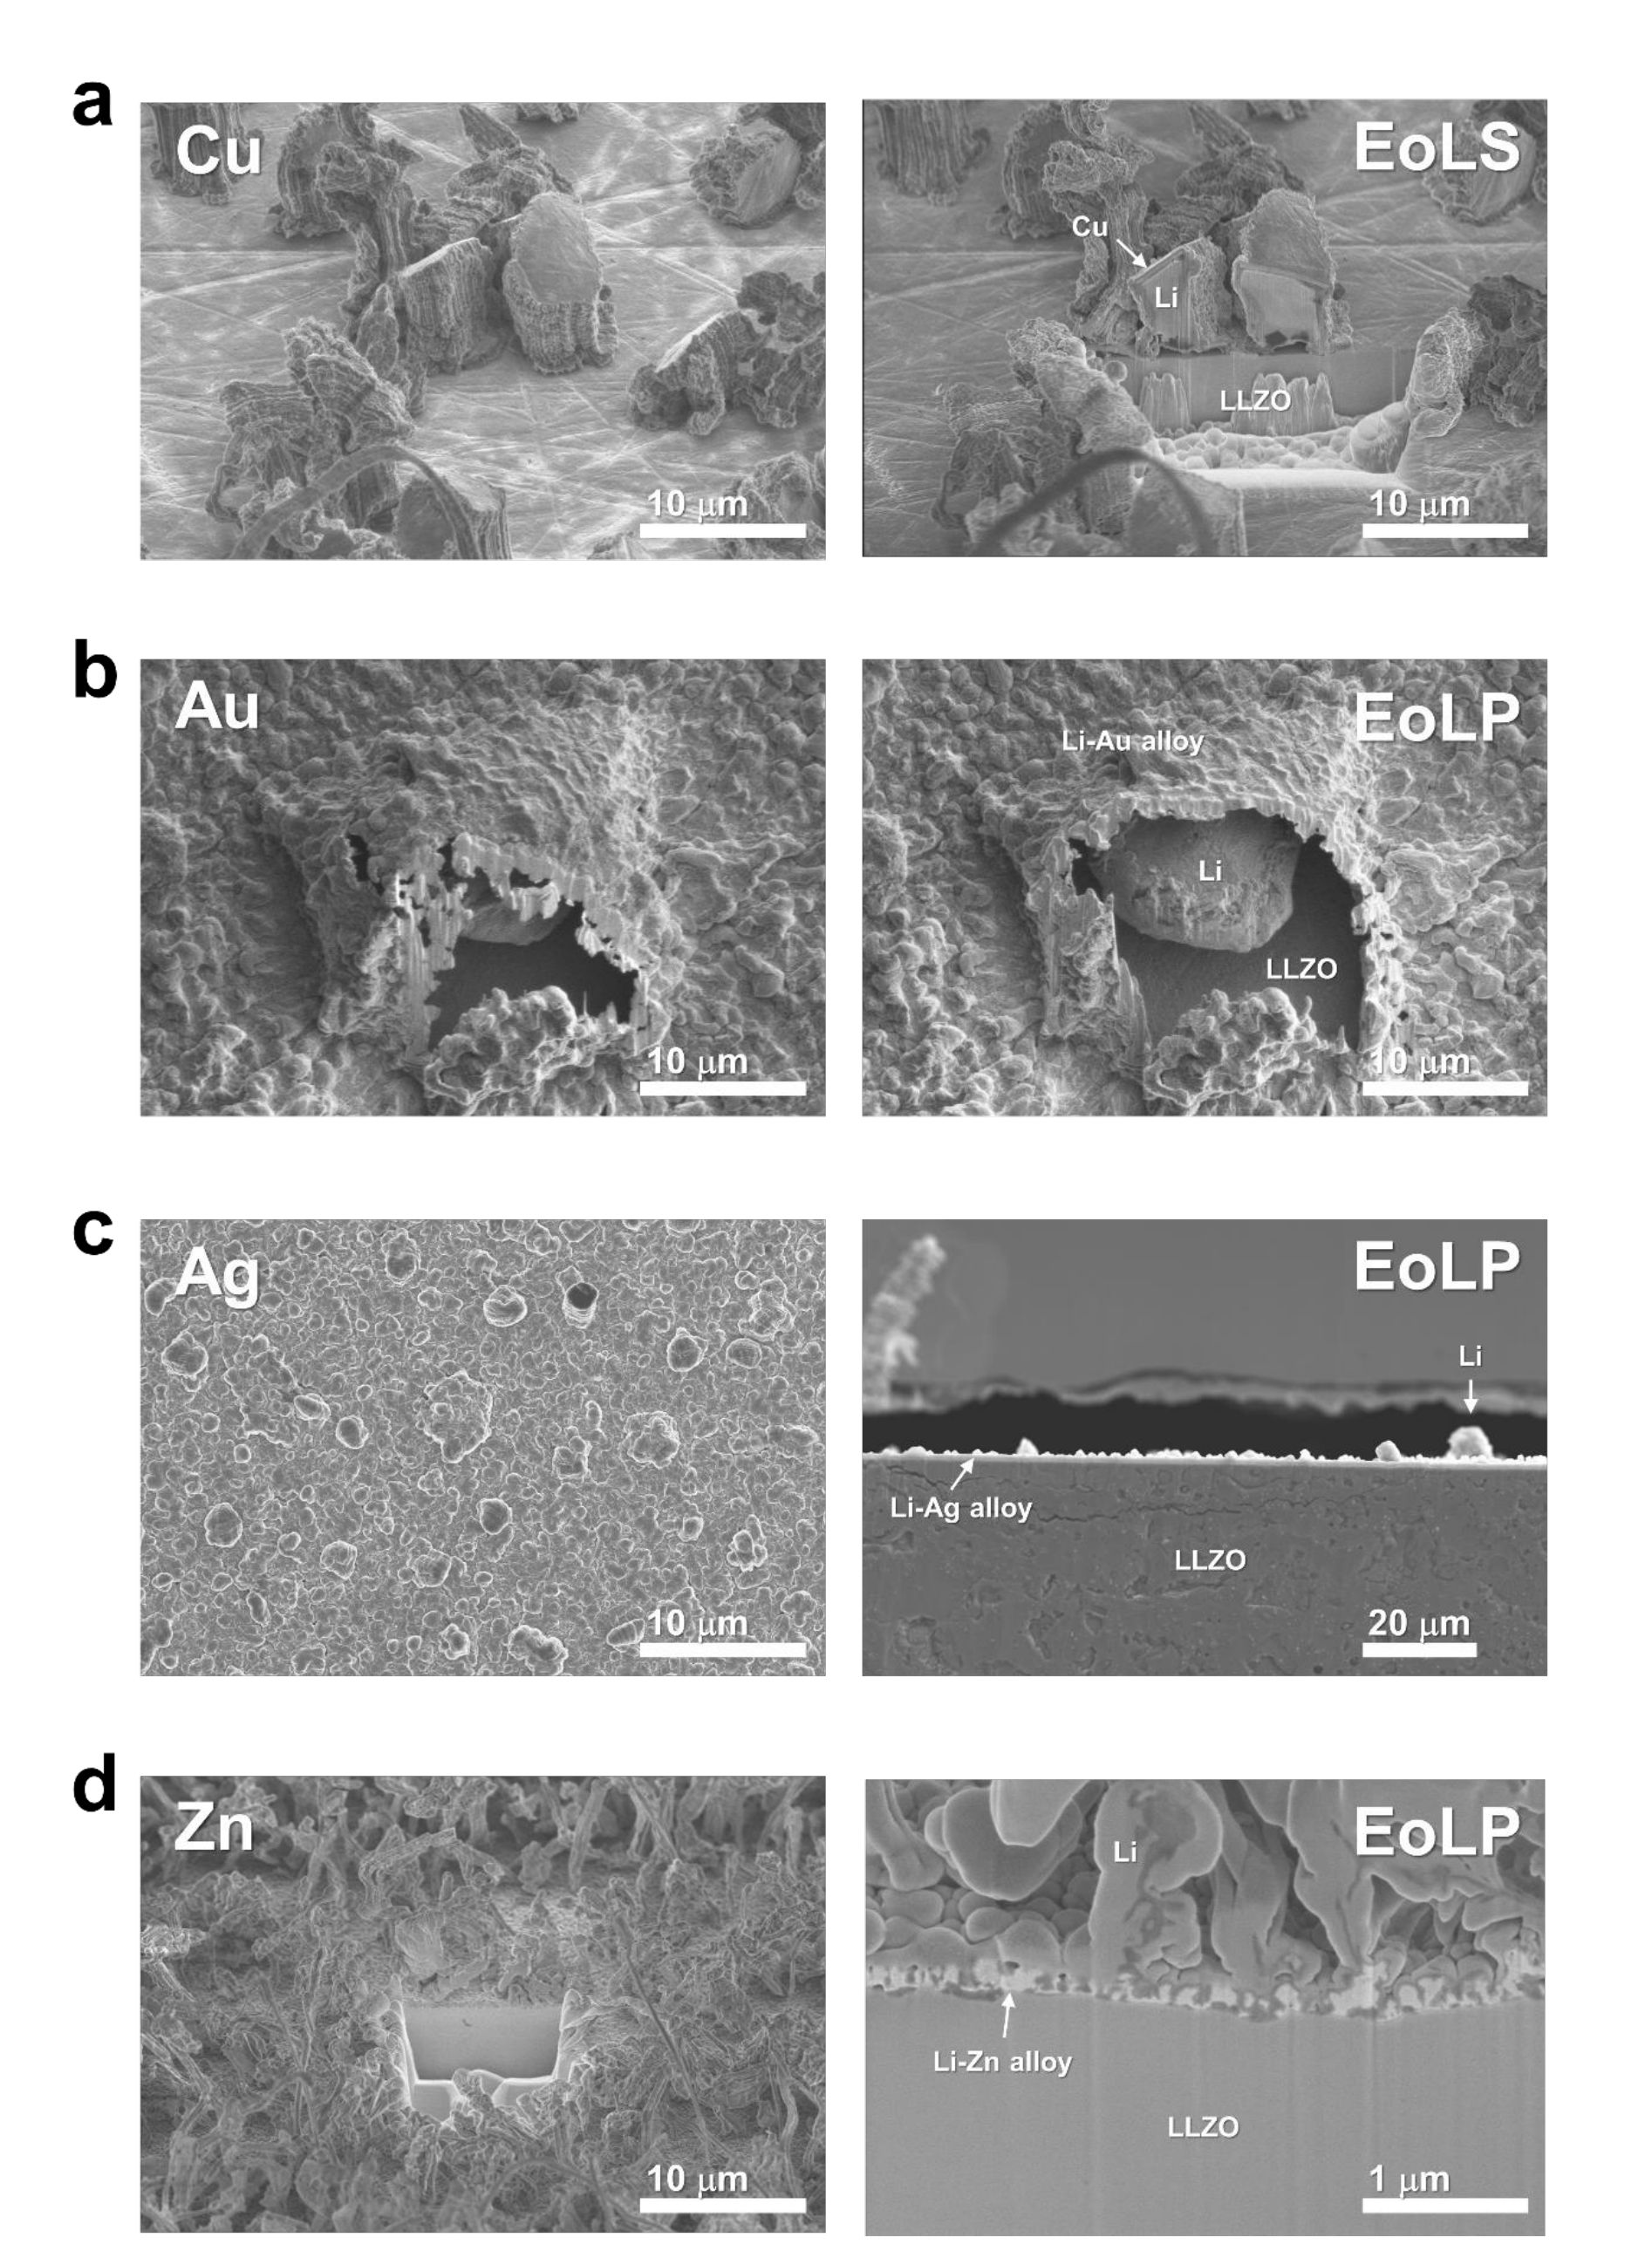 a
Cu
10 μm
EoLS
Cu
Li
LLZO
10 μm
b
Au
10 μm
EoLP
Li-Au alloy
Li
LLZO
10 μm
c
Ag
10 μm
EoLP
Li
Li-Ag alloy
LLZO
20 μm
d
Zn
10 μm
EoLP
Li
Li-Zn alloy
LLZO
1 μm